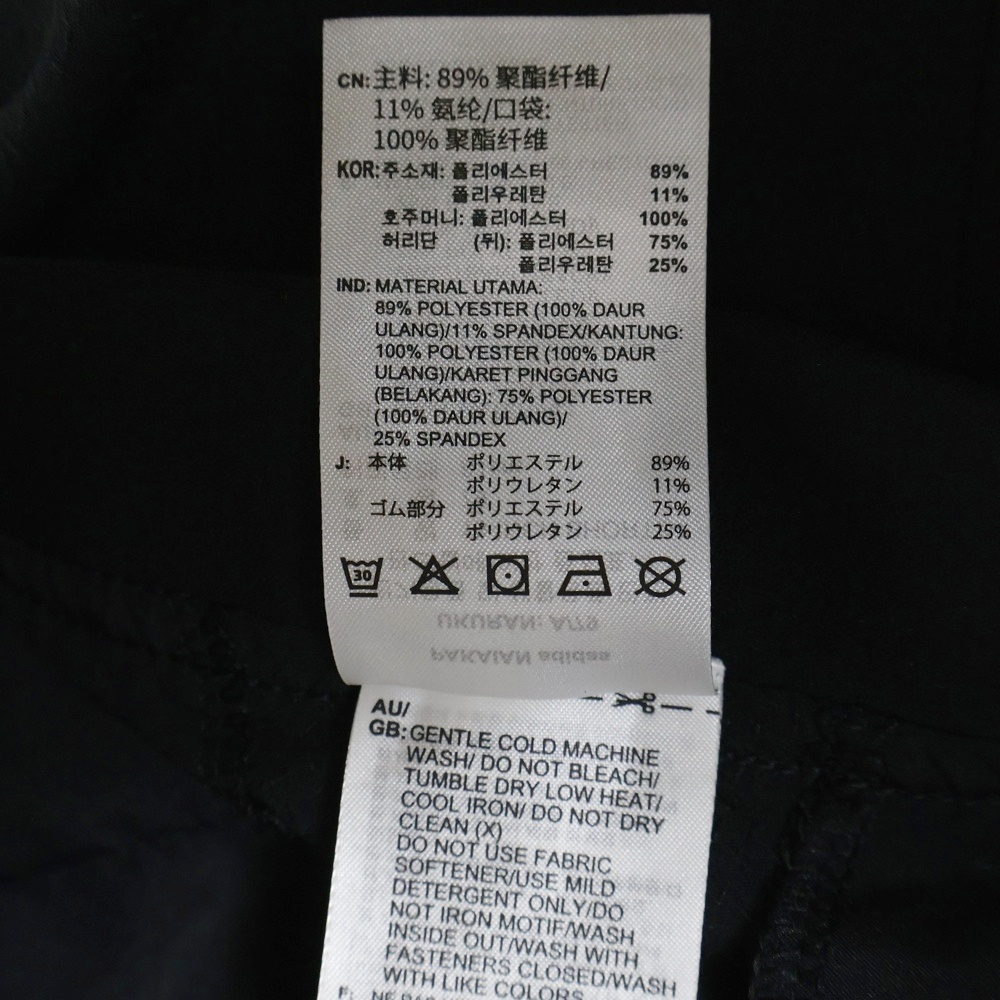 CN: 主料: 89% 聚酯纤维/
11% 氨纶/口袋:
100% 聚酯纤维
KOR: 주소재: 폴리에스터 89%
폴리우레탄 11%
호주머니: 폴리에스터 100%
허리단 (뒤): 폴리에스터 75%
폴리우레탄 25%
IND: MATERIAL UTAMA:
89% POLYESTER (100% DAUR
ULANG)/11% SPANDEX/KANTUNG:
100% POLYESTER (100% DAUR
ULANG)/KARET PINGGANG
(BELAKANG): 75% POLYESTER
(100% DAUR ULANG)/
25% SPANDEX
J: 本体 ポリエステル 89%
ポリウレタン 11%
ゴム部分 ポリエステル 75%
ポリウレタン 25%
30
UKURAN: A/79
PAKAIAN adidas
AU/
GB: GENTLE COLD MACHINE
WASH/ DO NOT BLEACH/
TUMBLE DRY LOW HEAT/
COOL IRON/ DO NOT DRY
CLEAN (X)
DO NOT USE FABRIC
SOFTENER/USE MILD
DETERGENT ONLY/DO
NOT IRON MOTIF/WASH
INSIDE OUT/WASH WITH
FASTENERS CLOSED/WASH
WITH LIKE COLORS
F: NE PAS